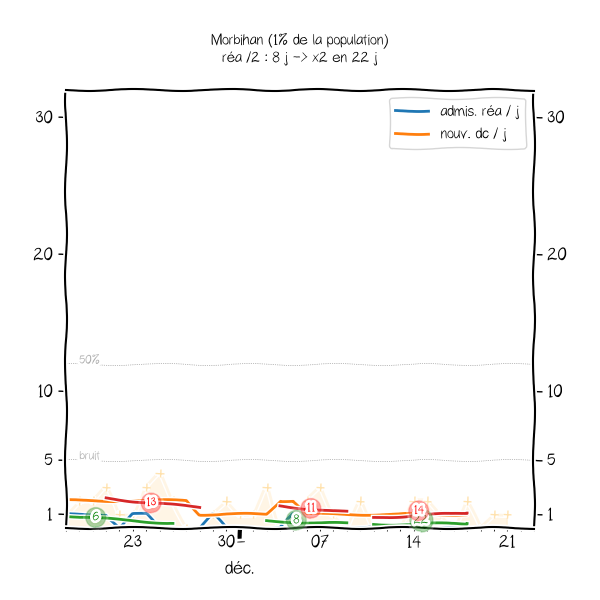 Morbihan (1% de la population)
réa /2 : 8 j -> x2 en 22 j
admis. réa / j
nouv. dc / j
30 30
20 20
50%
10 10
bruit
5 5
13
6 8 11 14
22
1 1
23 30 07 14 21
déc.